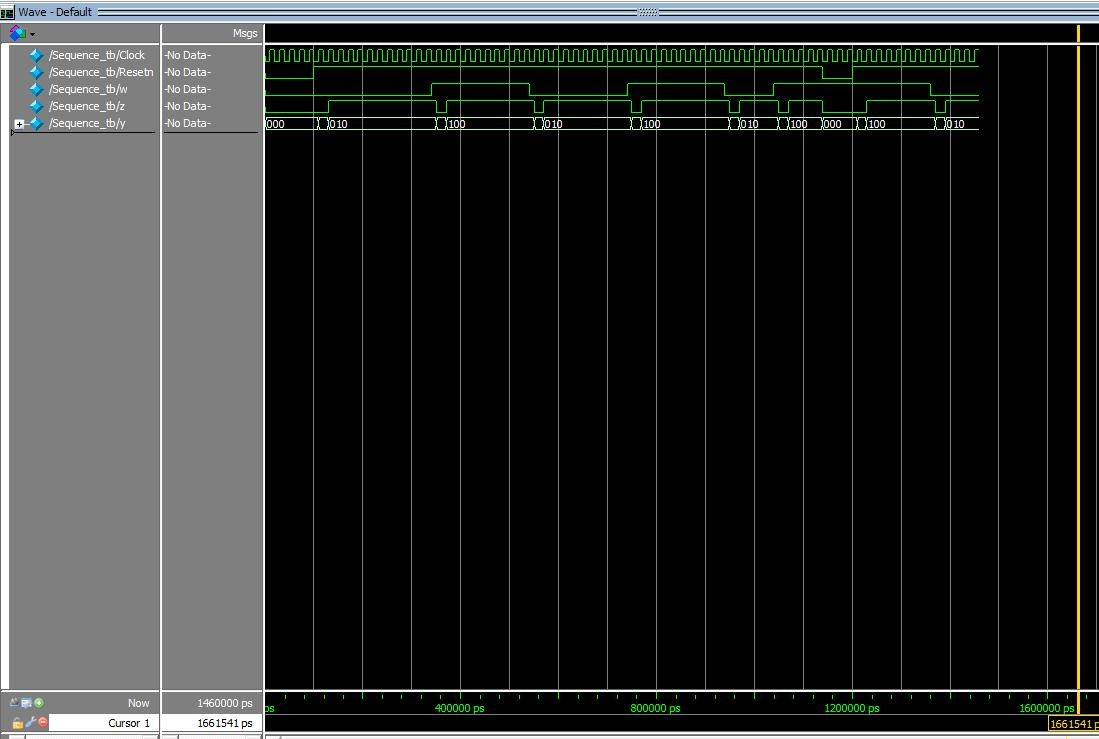 Wave - Default
Msgs
/Sequence_tb/Clock -No Data-
/Sequence_tb/Resetn -No Data-
/Sequence_tb/w -No Data-
/Sequence_tb/z -No Data-
/Sequence_tb/y -No Data- 000 010 100 010 100 010 100 000 100 010
Now 1460000 ps ps 400000 ps 800000 ps 1200000 ps 1600000 ps
Cursor 1 1661541 ps 1661541 p